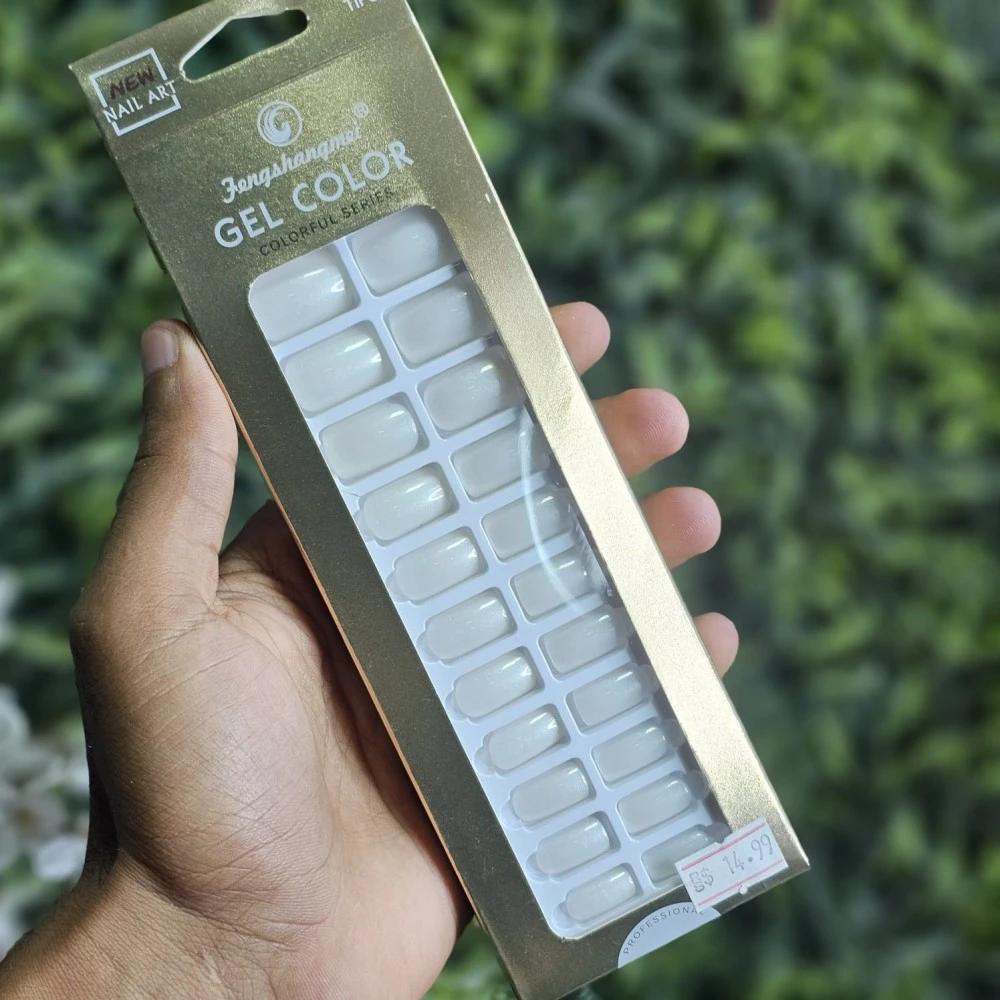 NEW
NAIL ART
Fengshangmei®
GEL COLOR
COLORFUL SERIES
R$ 14.99
PROFESSIONAL